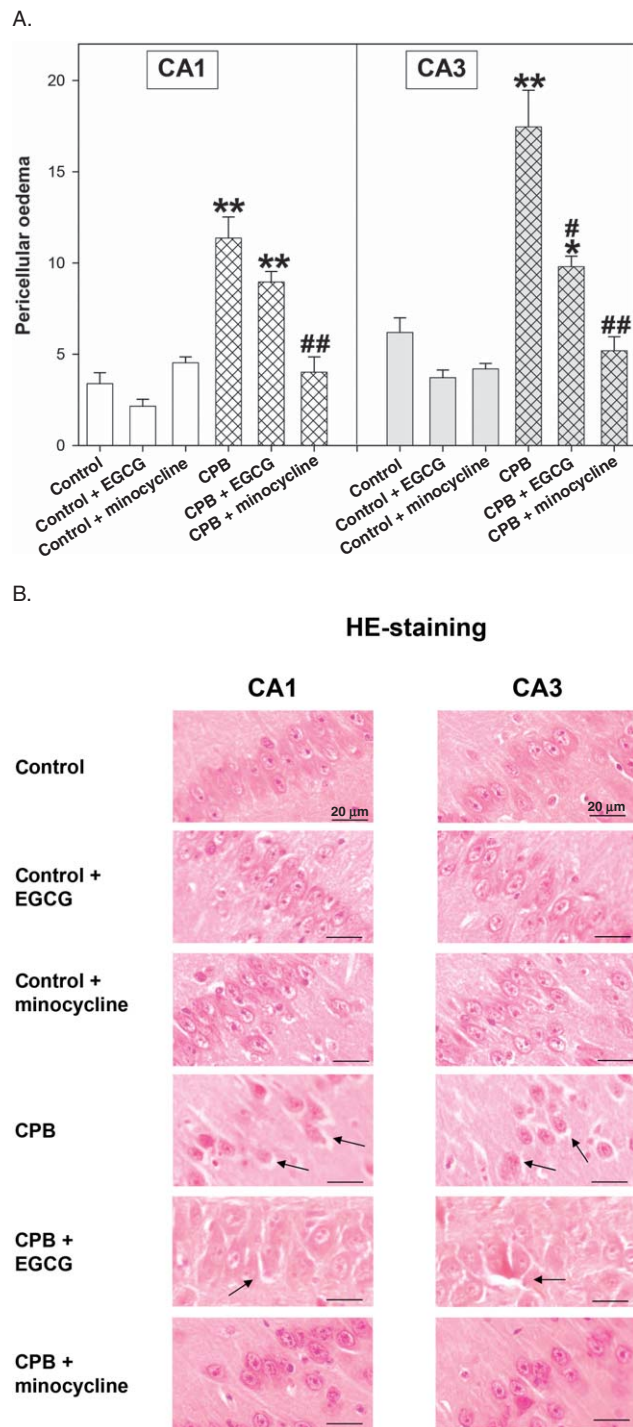 A.
CA1
CA3
Pericellular oedema
20
15
10
5
0
**
**
##
**
#
*
##
Control
Control + EGCG
Control + minocycline
CPB
CPB + EGCG
CPB + minocycline
Control
Control + EGCG
Control + minocycline
CPB
CPB + EGCG
CPB + minocycline
B.
HE-staining
CA1
CA3
Control
20 µm
20 µm
Control +
EGCG
Control +
minocycline
CPB
CPB +
EGCG
CPB +
minocycline